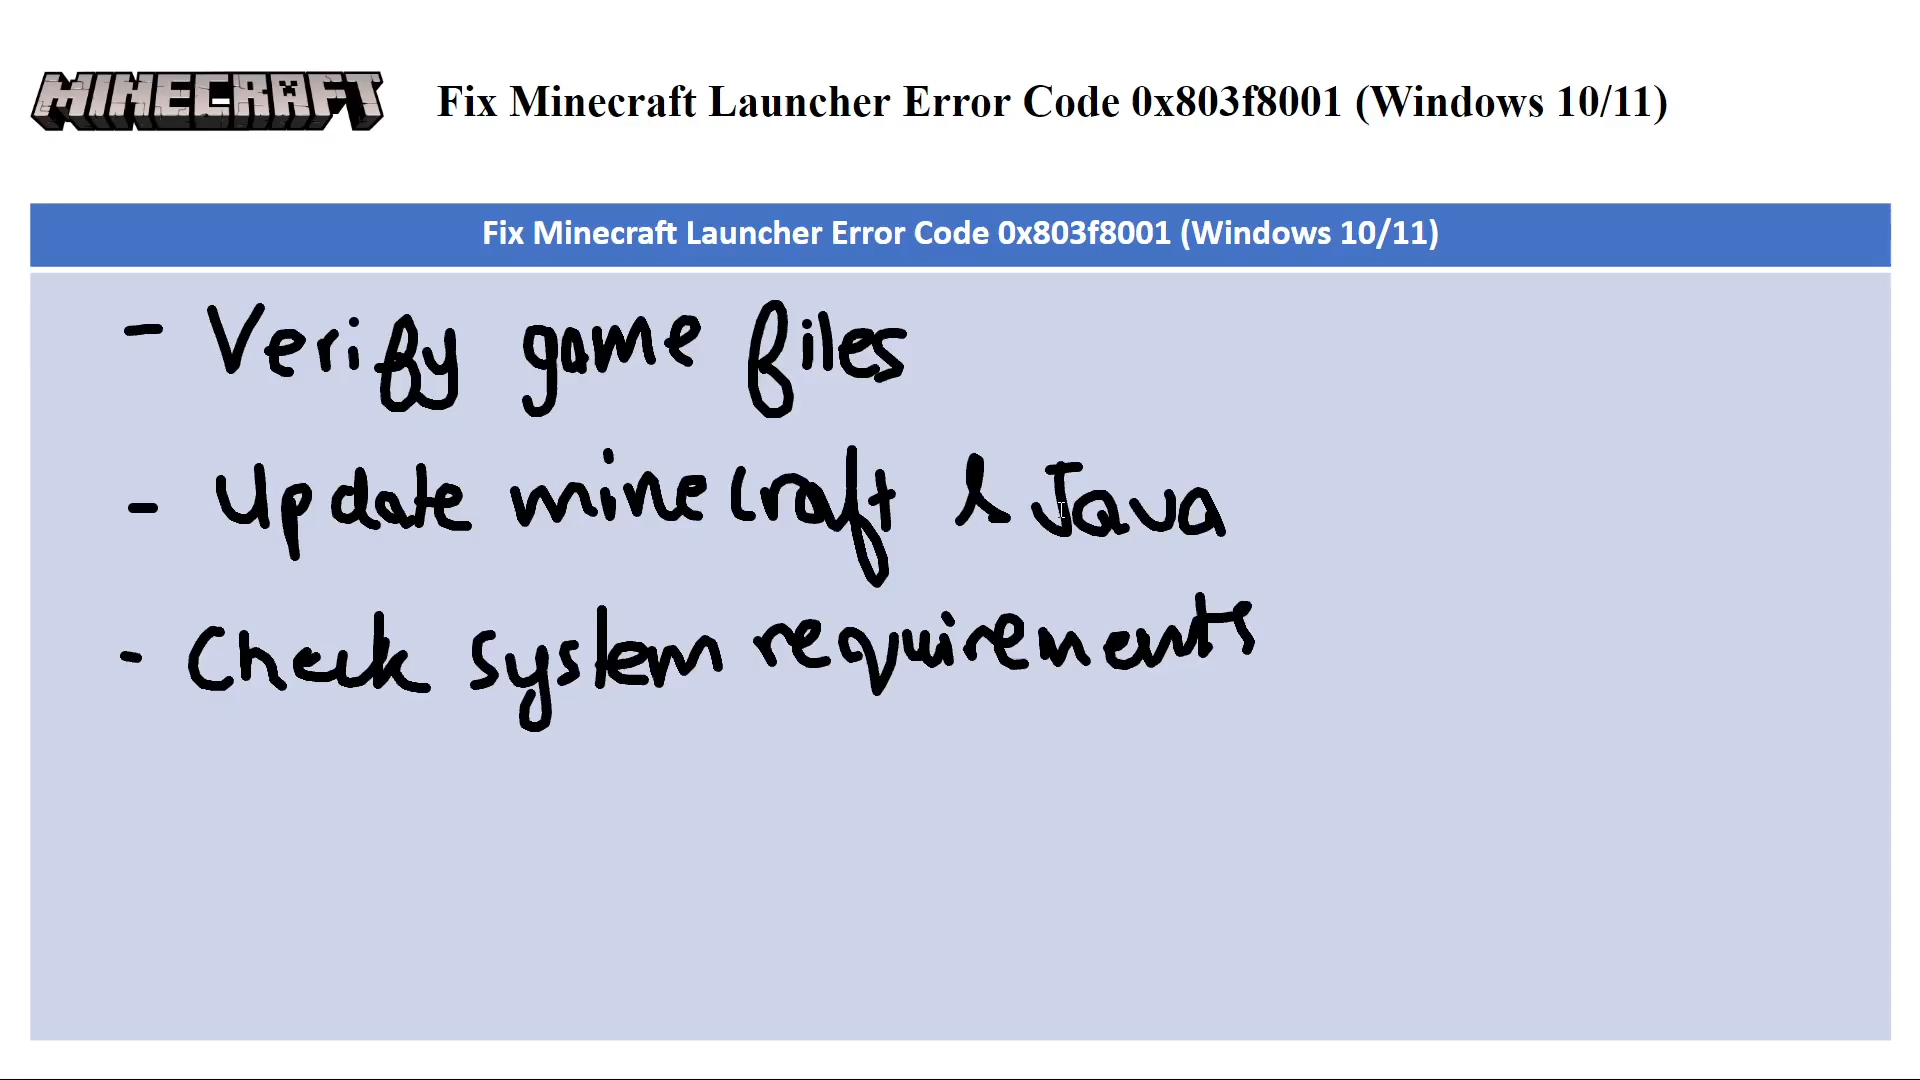 MINECRAFT
Fix Minecraft Launcher Error Code 0x803f8001 (Windows 10/11)
Fix Minecraft Launcher Error Code 0x803f8001 (Windows 10/11)
- Verify game files
- Update minecraft & Java
- Check system requirements